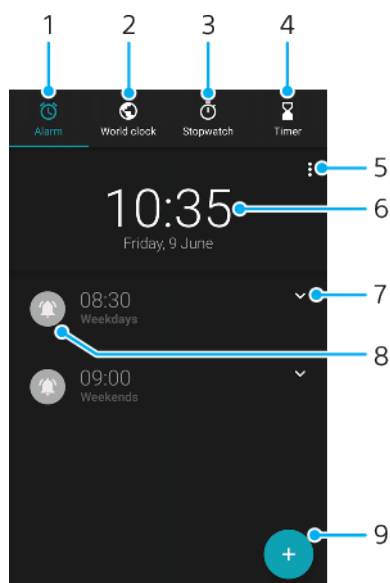 1 2 3 4
Alarm World clock Stopwatch Timer
5
10:35
6
Friday, 9 June
08:30
7
Weekdays
8
09:00
Weekends
9